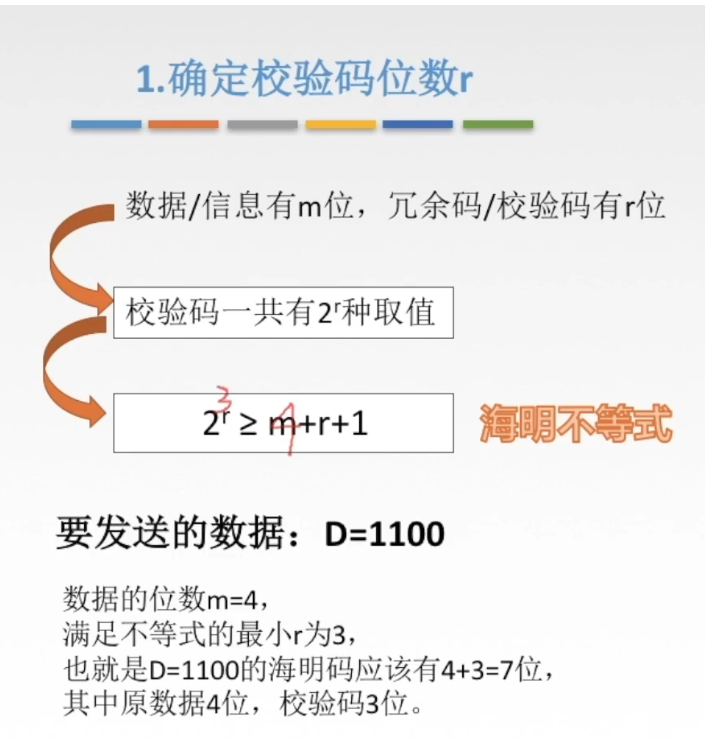 1.确定校验码位数r
数据/信息有m位，冗余码/校验码有r位
校验码一共有2ʳ种取值
3
4
2ʳ ≥ m+r+1
海明不等式
要发送的数据：D=1100
数据的位数m=4，
满足不等式的最小r为3，
也就是D=1100的海明码应该有4+3=7位，
其中原数据4位，校验码3位。